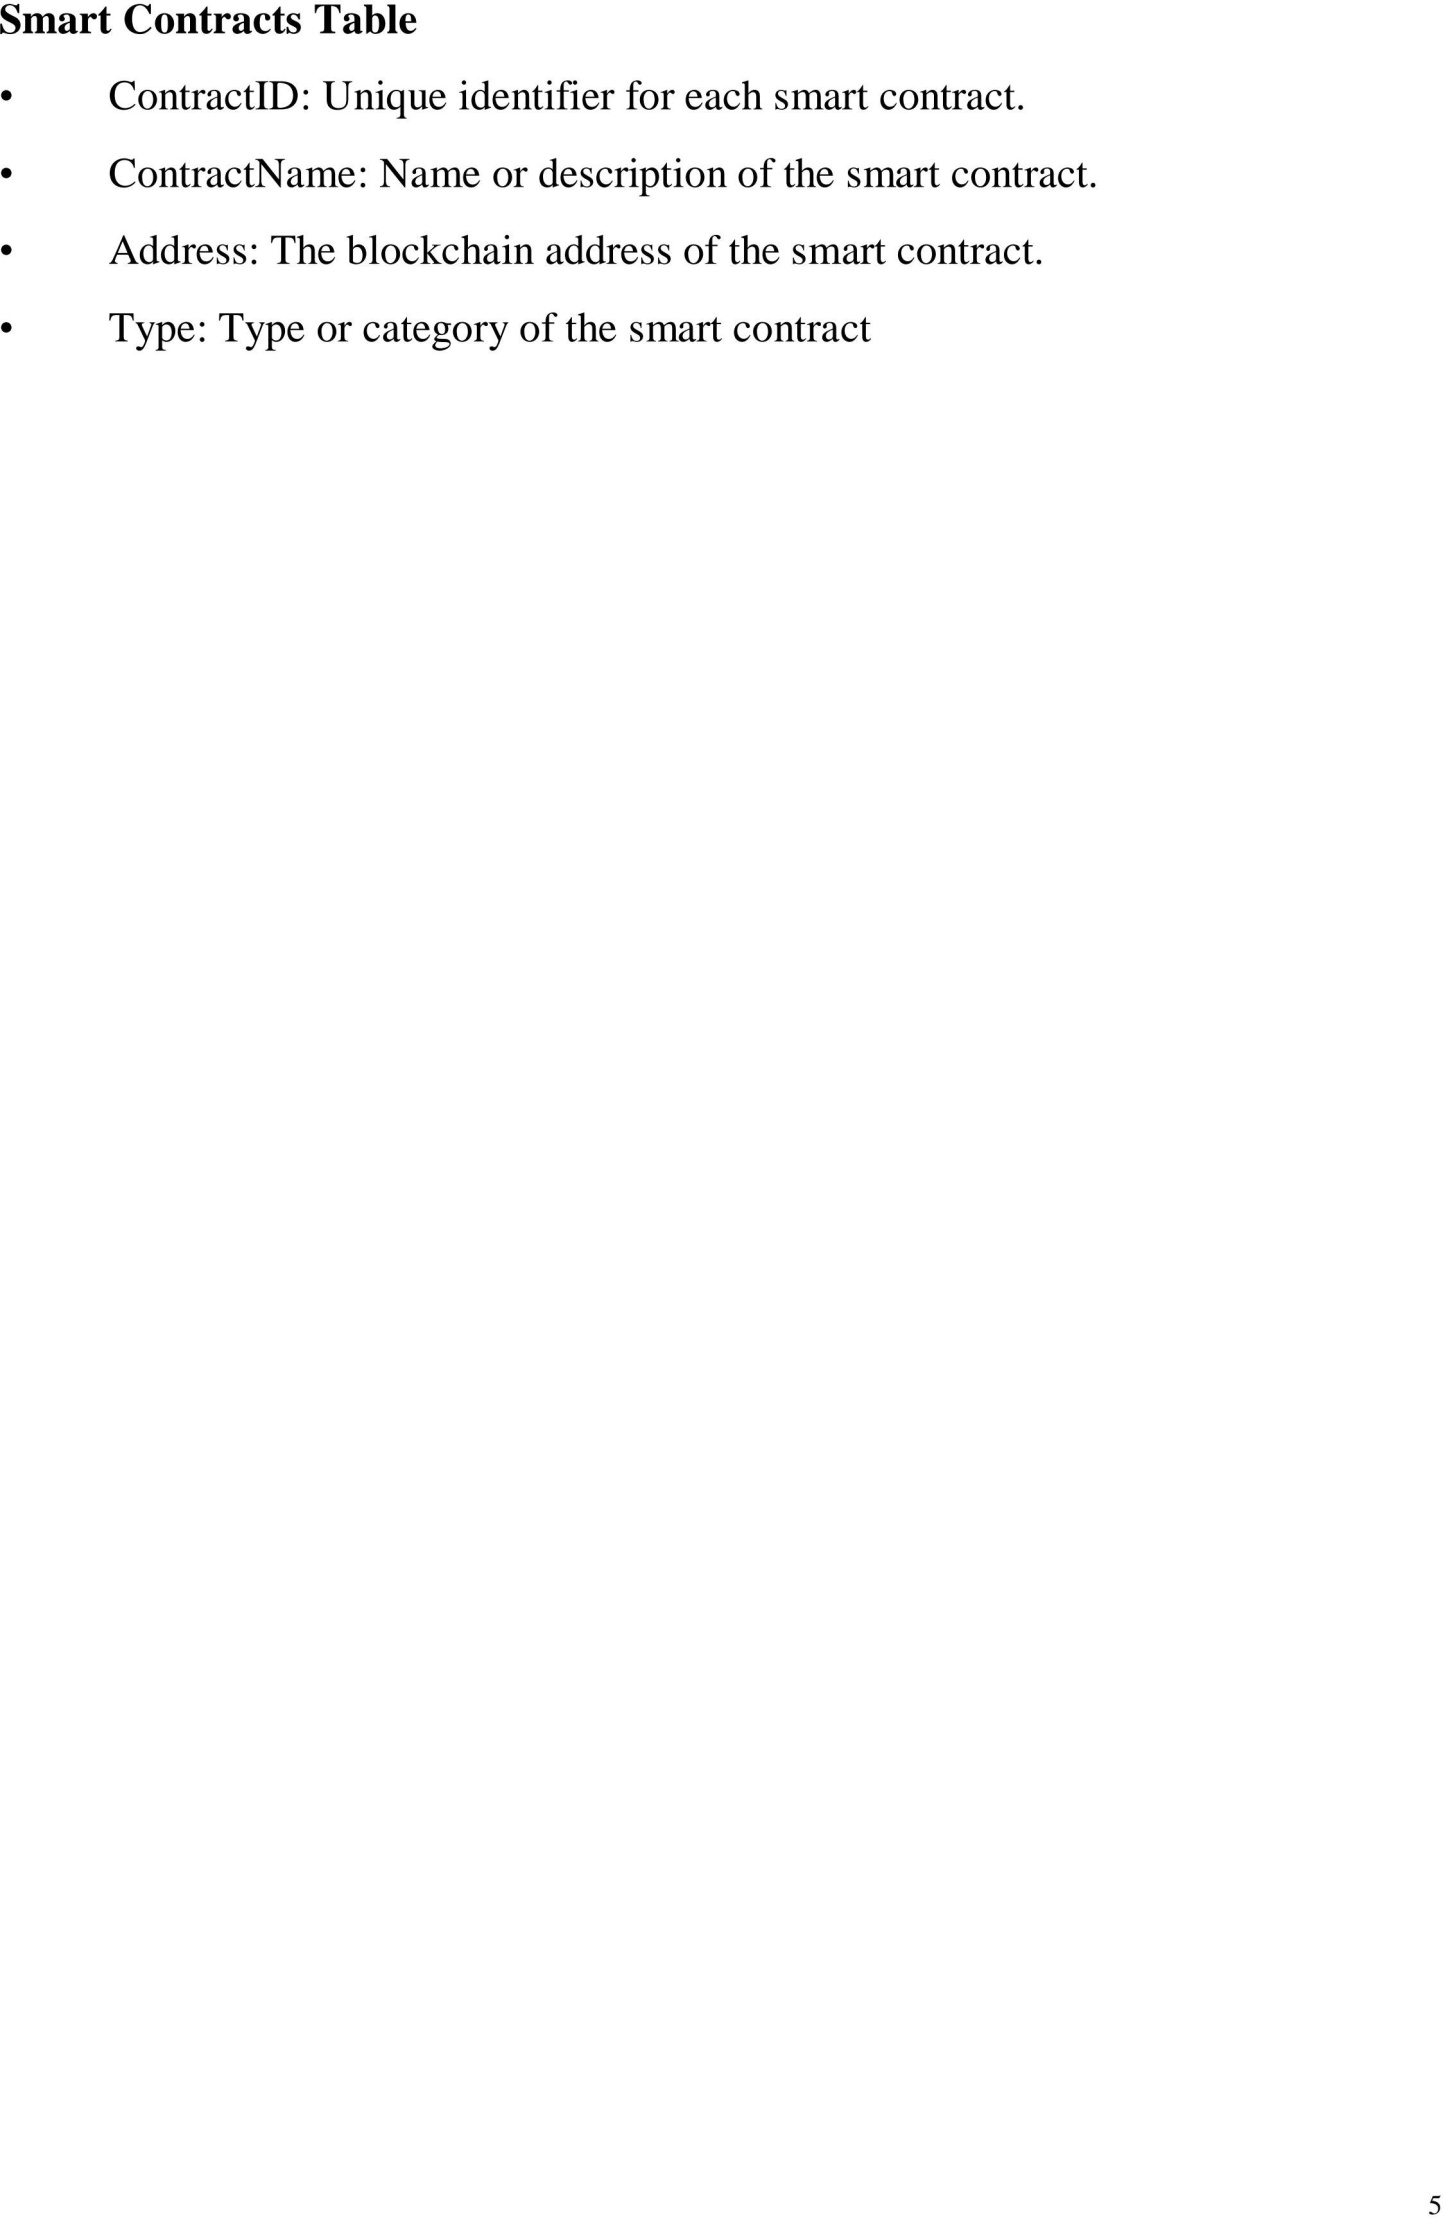 Smart Contracts Table
• ContractID: Unique identifier for each smart contract.
• ContractName: Name or description of the smart contract.
• Address: The blockchain address of the smart contract.
• Type: Type or category of the smart contract
5